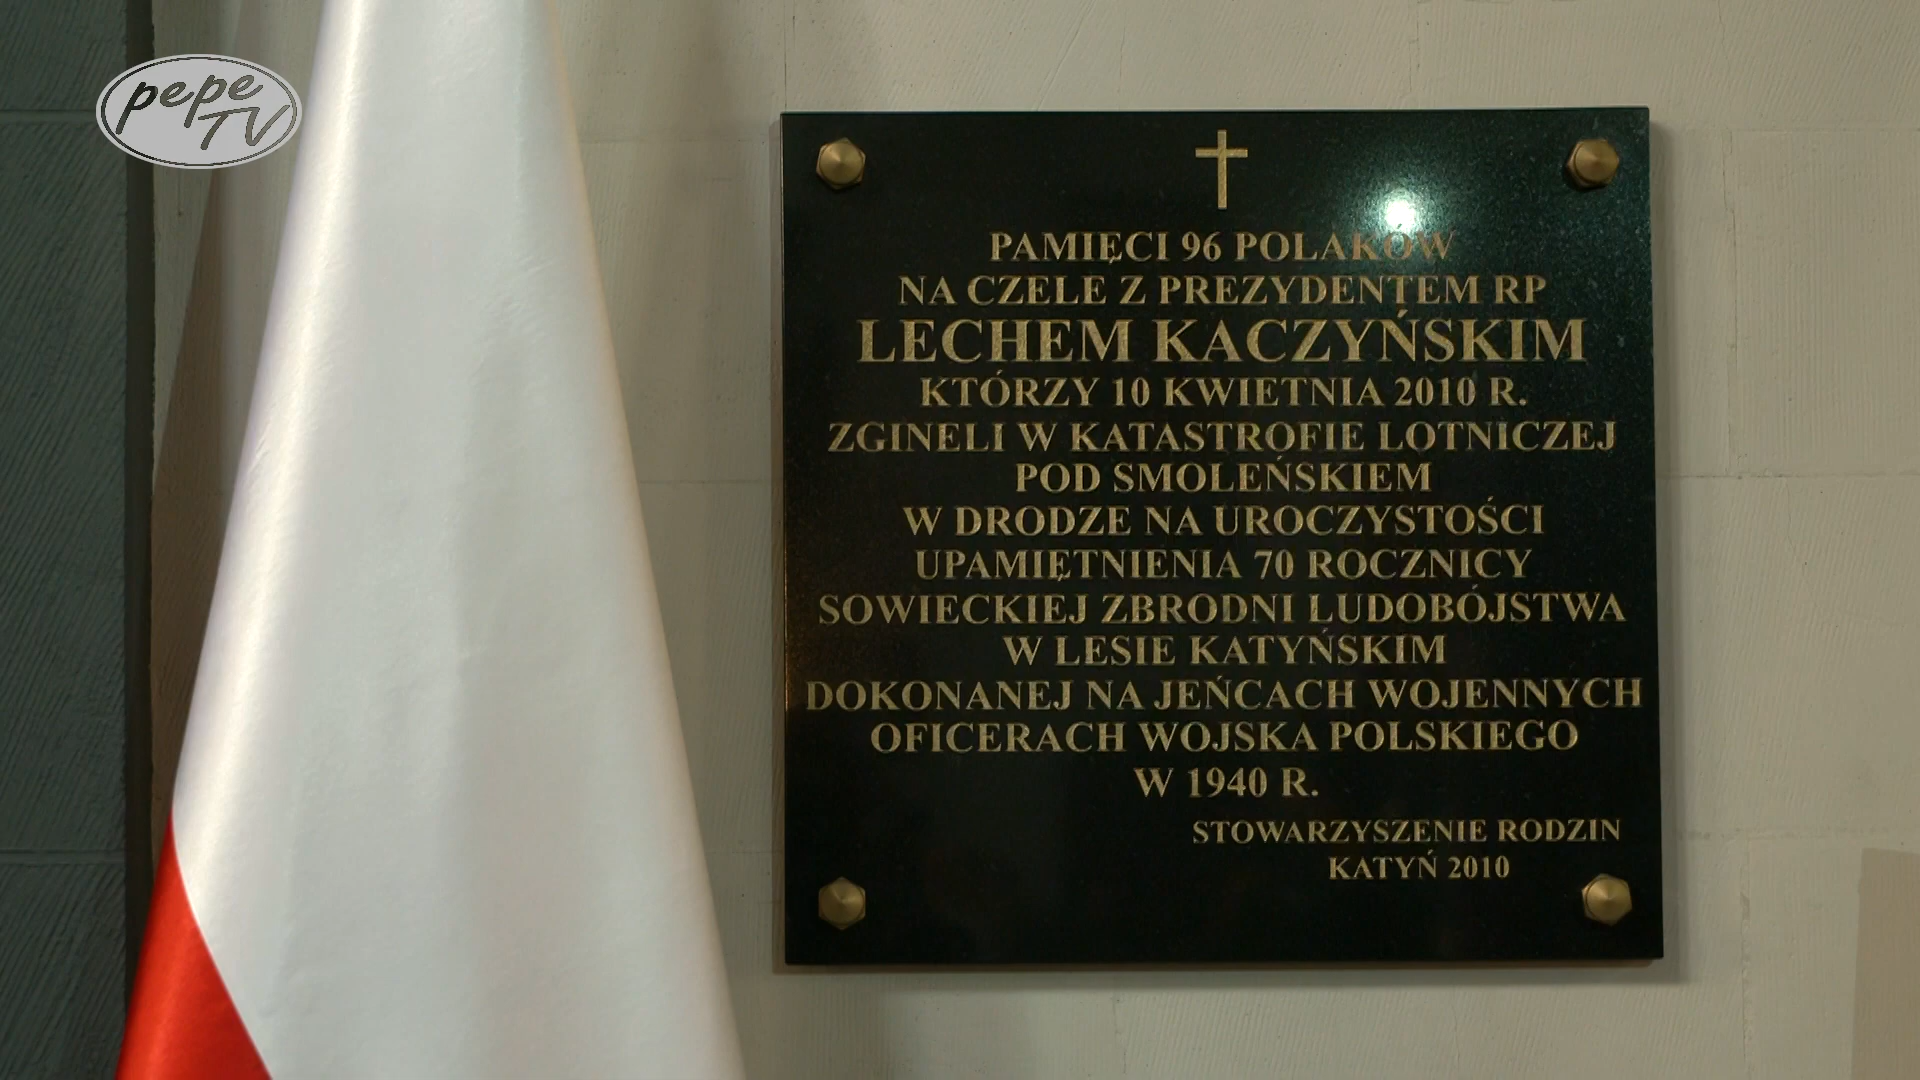 pepe
TV
PAMIĘCI 96 POLAKÓW
NA CZELE Z PREZYDENTEM RP
LECHEM KACZYŃSKIM
KTÓRZY 10 KWIETNIA 2010 R.
ZGINELI W KATASTROFIE LOTNICZEJ
POD SMOLEŃSKIEM
W DRODZE NA UROCZYSTOŚCI
UPAMIĘTNIENIA 70 ROCZNICY
SOWIECKIEJ ZBRODNI LUDOBÓJSTWA
W LESIE KATYŃSKIM
DOKONANEJ NA JEŃCACH WOJENNYCH
OFICERACH WOJSKA POLSKIEGO
W 1940 R.
STOWARZYSZENIE RODZIN
KATYŃ 2010